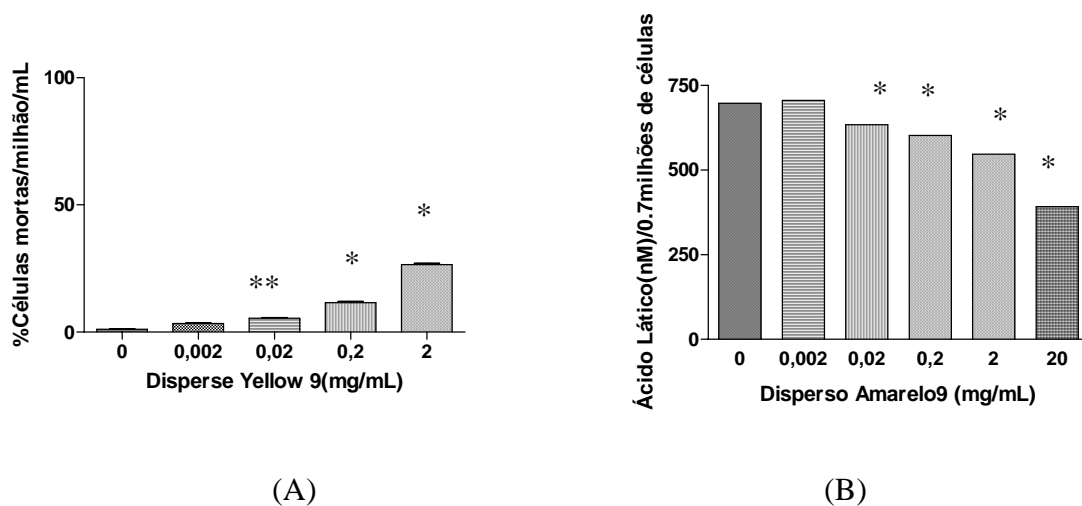 %Células mortas/milhão/mL
100
50
0
**
*
*
0 0,002 0,02 0,2 2
Disperse Yellow 9(mg/mL)
(A)
Ácido Lático(nM)/0.7milhões de células
750
500
250
0
*
*
*
*
0 0,002 0,02 0,2 2 20
Disperso Amarelo9 (mg/mL)
(B)